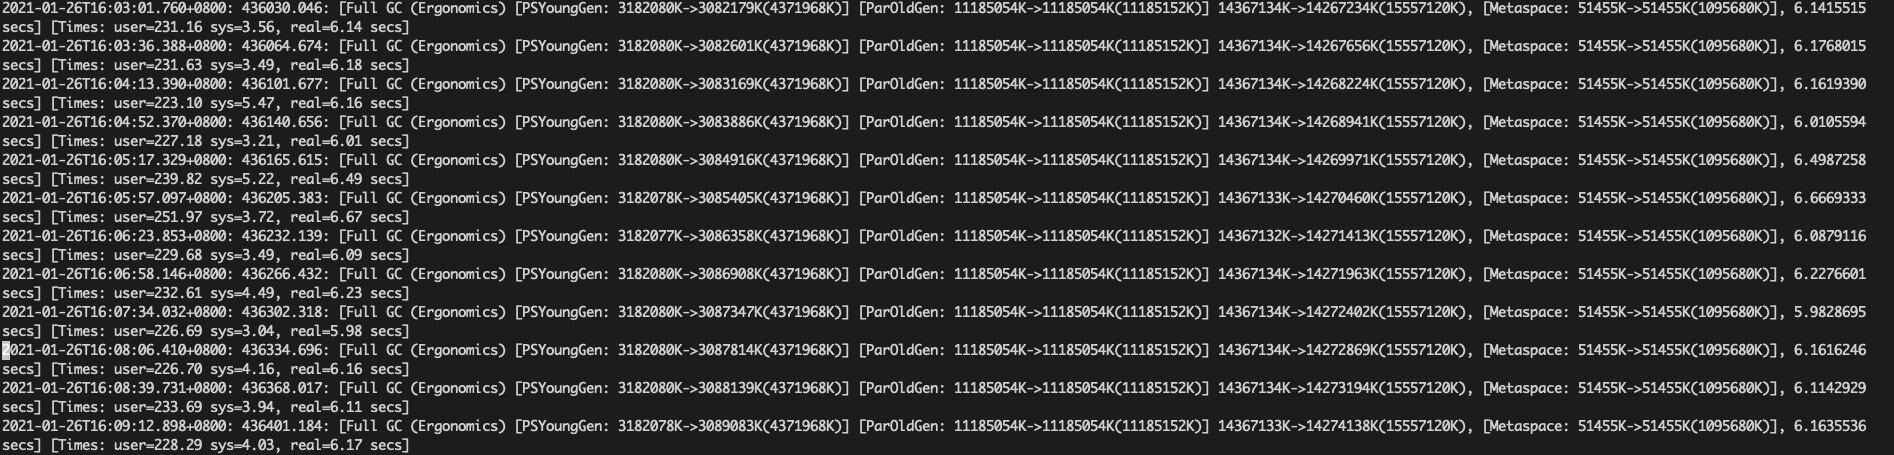 2021-01-26T16:03:01.760+0800: 436030.046: [Full GC (Ergonomics) [PSYoungGen: 3182080K->3082179K(4371968K)] [ParOldGen: 11185054K->11185054K(11185152K)] 14367134K->14267234K(15557120K), [Metaspace: 51455K->51455K(1095680K)], 6.1415515
secs] [Times: user=231.16 sys=3.56, real=6.14 secs]
2021-01-26T16:03:36.388+0800: 436064.674: [Full GC (Ergonomics) [PSYoungGen: 3182080K->3082601K(4371968K)] [ParOldGen: 11185054K->11185054K(11185152K)] 14367134K->14267656K(15557120K), [Metaspace: 51455K->51455K(1095680K)], 6.1768015
secs] [Times: user=231.63 sys=3.49, real=6.18 secs]
2021-01-26T16:04:13.390+0800: 436101.677: [Full GC (Ergonomics) [PSYoungGen: 3182080K->3083169K(4371968K)] [ParOldGen: 11185054K->11185054K(11185152K)] 14367134K->14268224K(15557120K), [Metaspace: 51455K->51455K(1095680K)], 6.1619390
secs] [Times: user=223.10 sys=5.47, real=6.16 secs]
2021-01-26T16:04:52.370+0800: 436140.656: [Full GC (Ergonomics) [PSYoungGen: 3182080K->3083886K(4371968K)] [ParOldGen: 11185054K->11185054K(11185152K)] 14367134K->14268941K(15557120K), [Metaspace: 51455K->51455K(1095680K)], 6.0105594
secs] [Times: user=227.18 sys=3.21, real=6.01 secs]
2021-01-26T16:05:17.329+0800: 436165.615: [Full GC (Ergonomics) [PSYoungGen: 3182080K->3084916K(4371968K)] [ParOldGen: 11185054K->11185054K(11185152K)] 14367134K->14269971K(15557120K), [Metaspace: 51455K->51455K(1095680K)], 6.4987258
secs] [Times: user=239.82 sys=5.22, real=6.49 secs]
2021-01-26T16:05:57.097+0800: 436205.383: [Full GC (Ergonomics) [PSYoungGen: 3182078K->3085405K(4371968K)] [ParOldGen: 11185054K->11185054K(11185152K)] 14367133K->14270460K(15557120K), [Metaspace: 51455K->51455K(1095680K)], 6.6669333
secs] [Times: user=251.97 sys=3.72, real=6.67 secs]
2021-01-26T16:06:23.853+0800: 436232.139: [Full GC (Ergonomics) [PSYoungGen: 3182077K->3086358K(4371968K)] [ParOldGen: 11185054K->11185054K(11185152K)] 14367132K->14271413K(15557120K), [Metaspace: 51455K->51455K(1095680K)], 6.0879116
secs] [Times: user=229.68 sys=3.49, real=6.09 secs]
2021-01-26T16:06:58.146+0800: 436266.432: [Full GC (Ergonomics) [PSYoungGen: 3182080K->3086908K(4371968K)] [ParOldGen: 11185054K->11185054K(11185152K)] 14367134K->14271963K(15557120K), [Metaspace: 51455K->51455K(1095680K)], 6.2276601
secs] [Times: user=232.61 sys=4.49, real=6.23 secs]
2021-01-26T16:07:34.032+0800: 436302.318: [Full GC (Ergonomics) [PSYoungGen: 3182080K->3087347K(4371968K)] [ParOldGen: 11185054K->11185054K(11185152K)] 14367134K->14272402K(15557120K), [Metaspace: 51455K->51455K(1095680K)], 5.9828695
secs] [Times: user=226.69 sys=3.04, real=5.98 secs]
2021-01-26T16:08:06.410+0800: 436334.696: [Full GC (Ergonomics) [PSYoungGen: 3182080K->3087814K(4371968K)] [ParOldGen: 11185054K->11185054K(11185152K)] 14367134K->14272869K(15557120K), [Metaspace: 51455K->51455K(1095680K)], 6.1616246
secs] [Times: user=226.70 sys=4.16, real=6.16 secs]
2021-01-26T16:08:39.731+0800: 436368.017: [Full GC (Ergonomics) [PSYoungGen: 3182080K->3088139K(4371968K)] [ParOldGen: 11185054K->11185054K(11185152K)] 14367134K->14273194K(15557120K), [Metaspace: 51455K->51455K(1095680K)], 6.1142929
secs] [Times: user=233.69 sys=3.94, real=6.11 secs]
2021-01-26T16:09:12.898+0800: 436401.184: [Full GC (Ergonomics) [PSYoungGen: 3182078K->3089083K(4371968K)] [ParOldGen: 11185054K->11185054K(11185152K)] 14367133K->14274138K(15557120K), [Metaspace: 51455K->51455K(1095680K)], 6.1635536
secs] [Times: user=228.29 sys=4.03, real=6.17 secs]